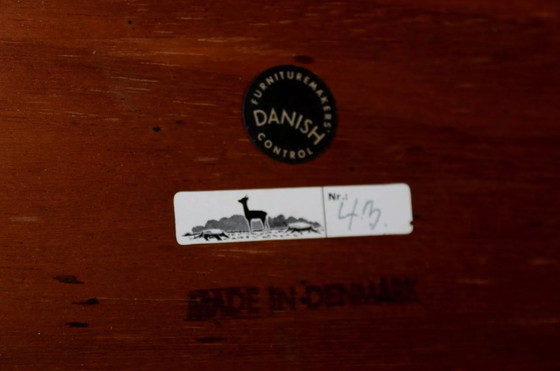 FURNITUREMAKERS'
DANISH
CONTROL
Nr.:
43.
MADE IN DENMARK